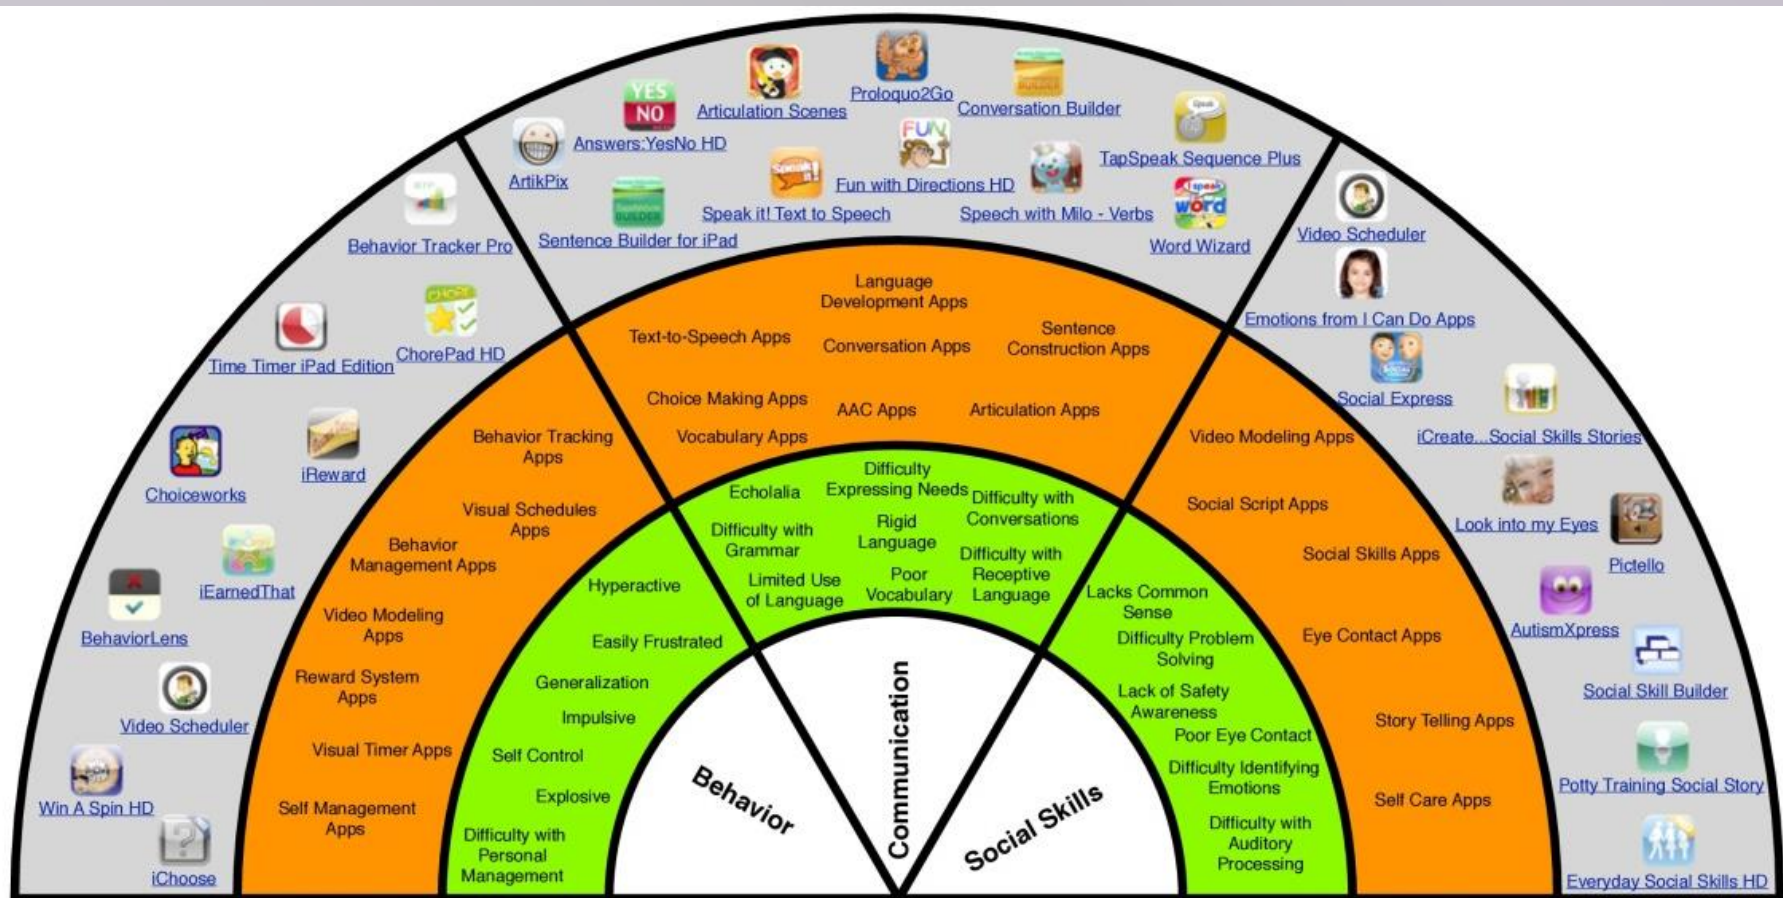 Behavior Tracker Pro
Time Timer iPad Edition
ChorePad HD
Choiceworks
iReward
iEarnedThat
BehaviorLens
Video Scheduler
Win A Spin HD
iChoose
Behavior Tracking
Apps
Visual Schedules
Apps
Behavior
Management Apps
Video Modeling
Apps
Reward System
Apps
Visual Timer Apps
Self Management
Apps
Hyperactive
Easily Frustrated
Generalization
Impulsive
Self Control
Explosive
Difficulty with
Personal
Management
Behavior
YES
NO
Answers:YesNo HD
Articulation Scenes
Proloquo2Go
Conversation Builder
Speak
TapSpeak Sequence Plus
ArtikPix
BUILDER
Sentence Builder for iPad
Speak it!
Speak it! Text to Speech
FUN
Fun with Directions HD
Speech with Milo - Verbs
I speak
word
Word Wizard
Language
Development Apps
Text-to-Speech Apps
Conversation Apps
Sentence
Construction Apps
Choice Making Apps
AAC Apps
Articulation Apps
Vocabulary Apps
Echolalia
Difficulty
Expressing Needs
Difficulty with
Conversations
Difficulty with
Grammar
Rigid
Language
Difficulty with
Receptive
Language
Limited Use
of Language
Poor
Vocabulary
Communication
Video Scheduler
Emotions from I Can Do Apps
Social Express
iCreate...Social Skills Stories
Look into my Eyes
Pictello
AutismXpress
Social Skill Builder
Potty Training Social Story
Everyday Social Skills HD
Video Modeling Apps
Social Script Apps
Social Skills Apps
Eye Contact Apps
Story Telling Apps
Self Care Apps
Lacks Common
Sense
Difficulty Problem
Solving
Lack of Safety
Awareness
Poor Eye Contact
Difficulty Identifying
Emotions
Difficulty with
Auditory
Processing
Social Skills